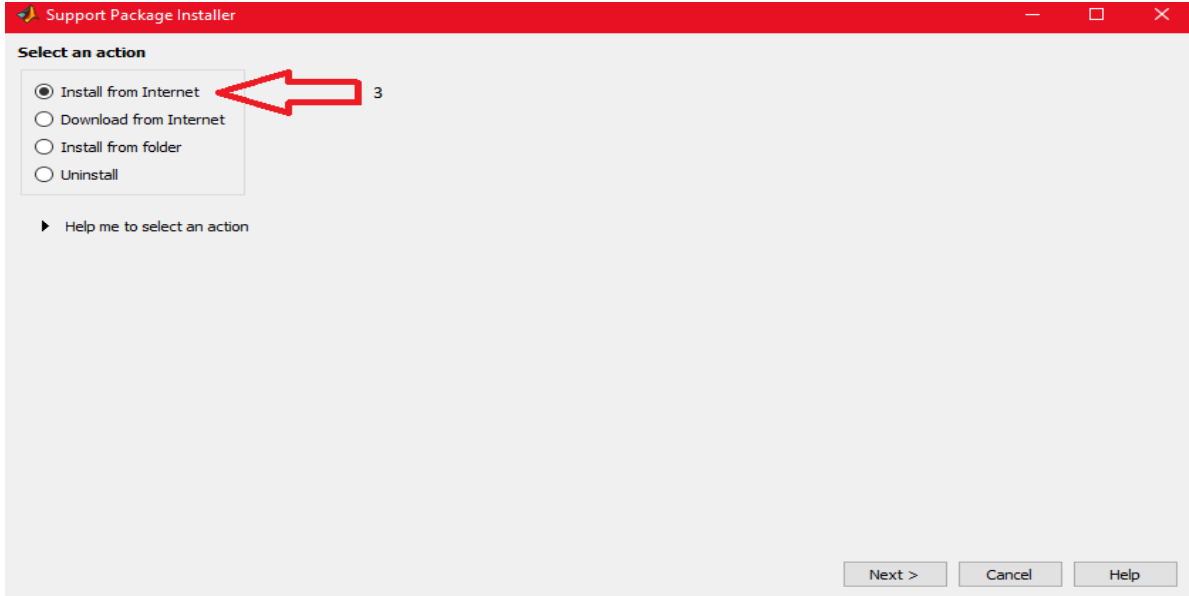 Support Package Installer
Select an action
Install from Internet
3
Download from Internet
Install from folder
Uninstall
Help me to select an action
Next >
Cancel
Help